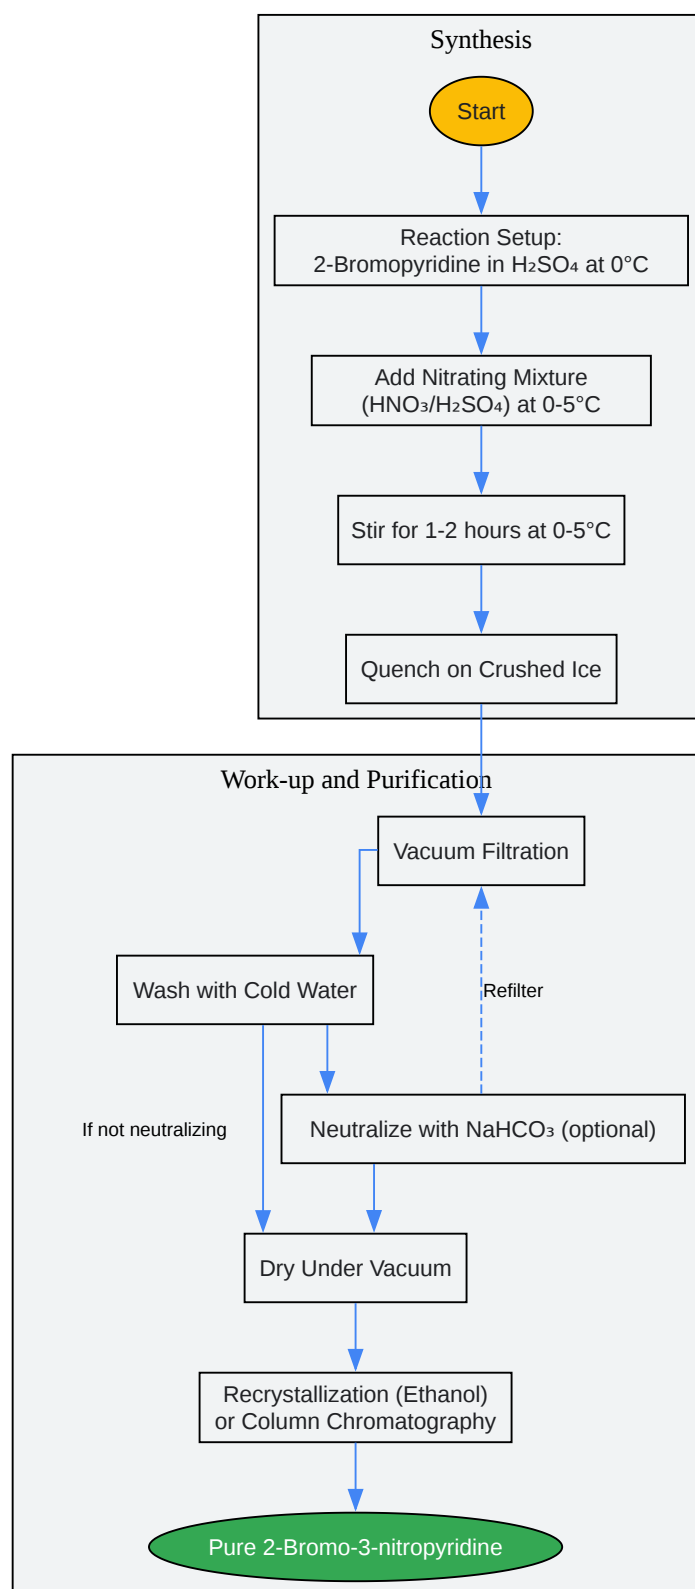 Synthesis
Start
Reaction Setup:
2-Bromopyridine in H₂SO₄ at 0°C
Add Nitrating Mixture
(HNO₃/H₂SO₄) at 0-5°C
Stir for 1-2 hours at 0-5°C
Quench on Crushed Ice
Work-up and Purification
Vacuum Filtration
Wash with Cold Water
Refilter
If not neutralizing
Neutralize with NaHCO₃ (optional)
Dry Under Vacuum
Recrystallization (Ethanol)
or Column Chromatography
Pure 2-Bromo-3-nitropyridine